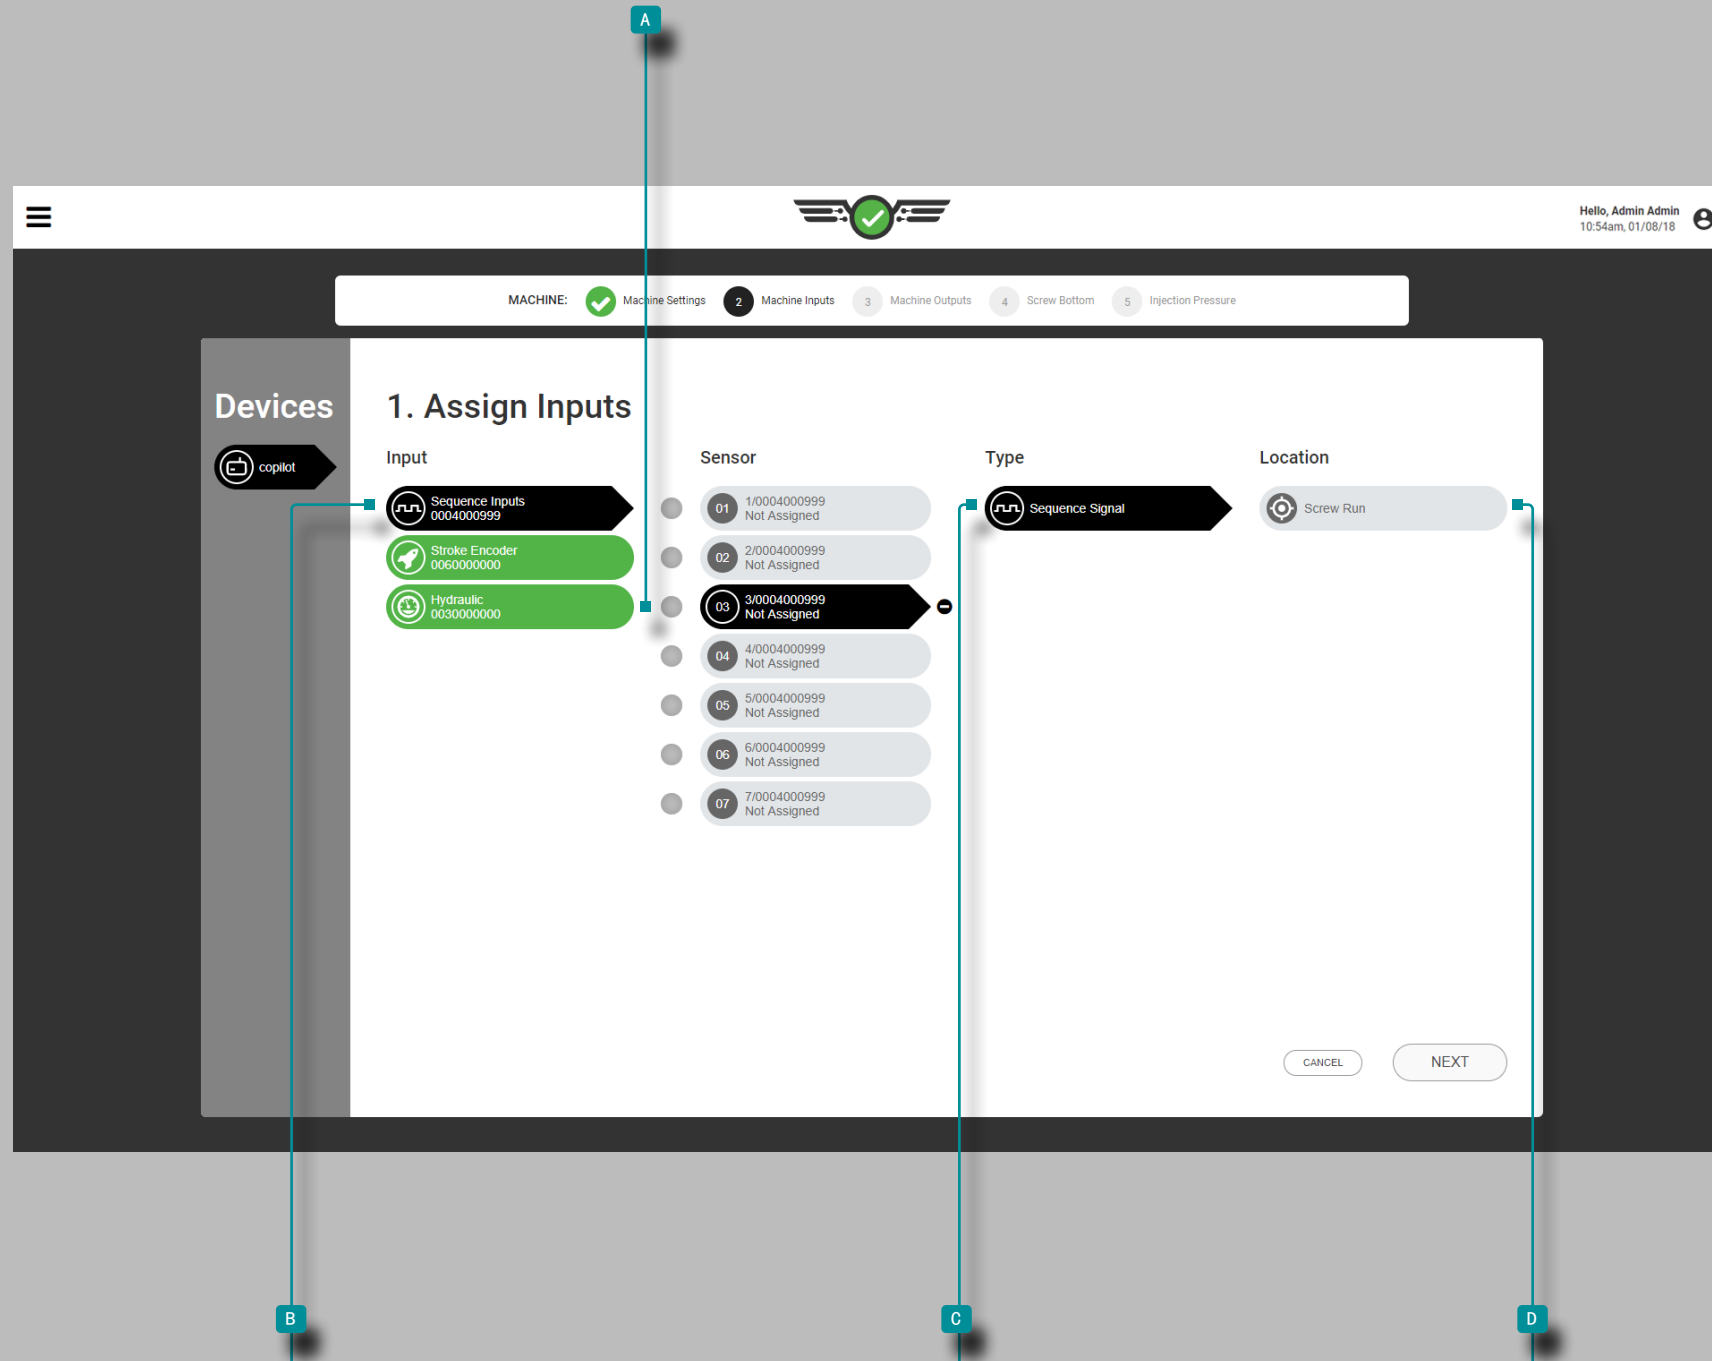 A
Hello, Admin Admin
10:54am, 01/08/18
MACHINE: Machine Settings 2 Machine Inputs 3 Machine Outputs 4 Screw Bottom 5 Injection Pressure
Devices
copilot
1. Assign Inputs
Input
Sequence Inputs
0004000999
Stroke Encoder
0060000000
Hydraulic
0030000000
Sensor
01 1/0004000999
Not Assigned
02 2/0004000999
Not Assigned
03 3/0004000999
Not Assigned
04 4/0004000999
Not Assigned
05 5/0004000999
Not Assigned
06 6/0004000999
Not Assigned
07 7/0004000999
Not Assigned
Type
Sequence Signal
Location
Screw Run
CANCEL
NEXT
B
C
D